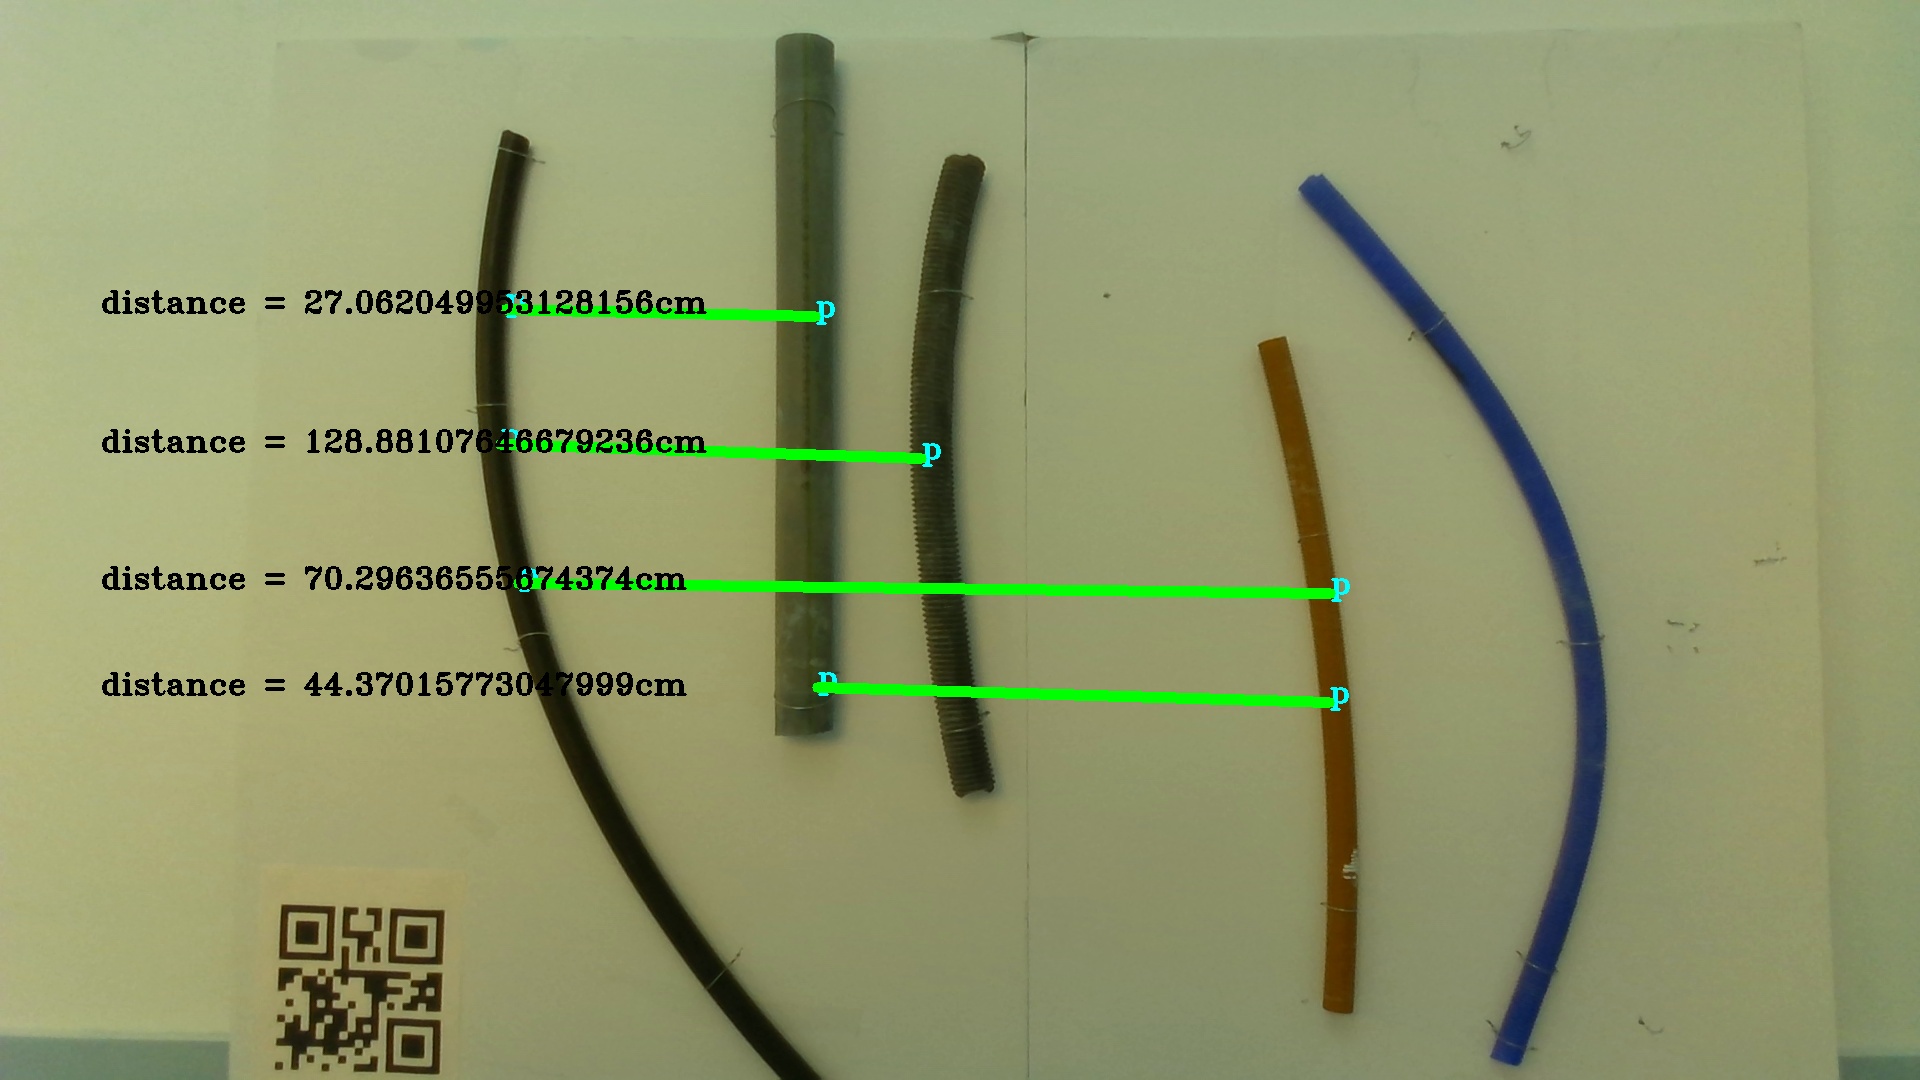 distance = 27.062049953128156cm
p p
distance = 128.88107646679236cm
p p
distance = 70.29636555674374cm
p p
distance = 44.37015773047999cm
p p